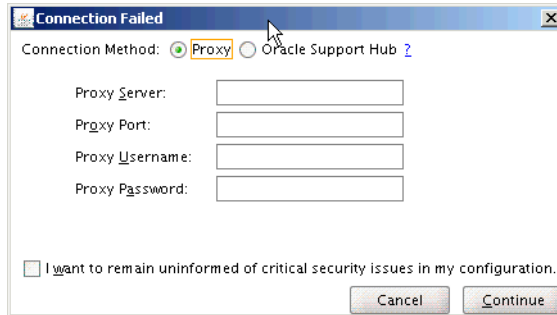 Connection Failed
Connection Method: Proxy Oracle Support Hub ?
Proxy Server:
Proxy Port:
Proxy Username:
Proxy Password:
I want to remain uninformed of critical security issues in my configuration.
Cancel Continue